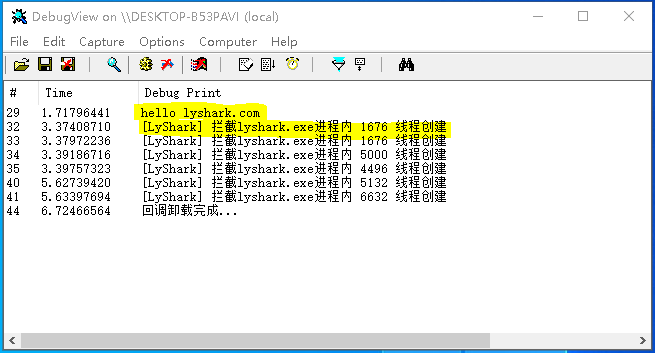 DebugView on \\DESKTOP-B53PAVI (local)
File Edit Capture Options Computer Help
# Time Debug Print
29 1.71796441 hello lyshark.com
32 3.37408710 [LyShark] 拦截lyshark.exe进程内 1676 线程创建
33 3.37972236 [LyShark] 拦截lyshark.exe进程内 1676 线程创建
34 3.39186716 [LyShark] 拦截lyshark.exe进程内 5000 线程创建
35 3.39757323 [LyShark] 拦截lyshark.exe进程内 4496 线程创建
40 5.62739420 [LyShark] 拦截lyshark.exe进程内 5132 线程创建
41 5.63397694 [LyShark] 拦截lyshark.exe进程内 6632 线程创建
44 6.72466564 回调卸载完成...